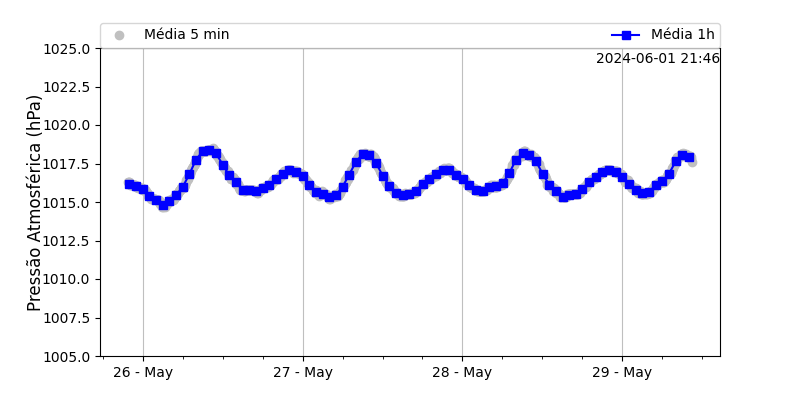 Média 5 min
Média 1h
2024-06-01 21:46
Pressão Atmosférica (hPa)
1025.0
1022.5
1020.0
1017.5
1015.0
1012.5
1010.0
1007.5
1005.0
26 - May
27 - May
28 - May
29 - May